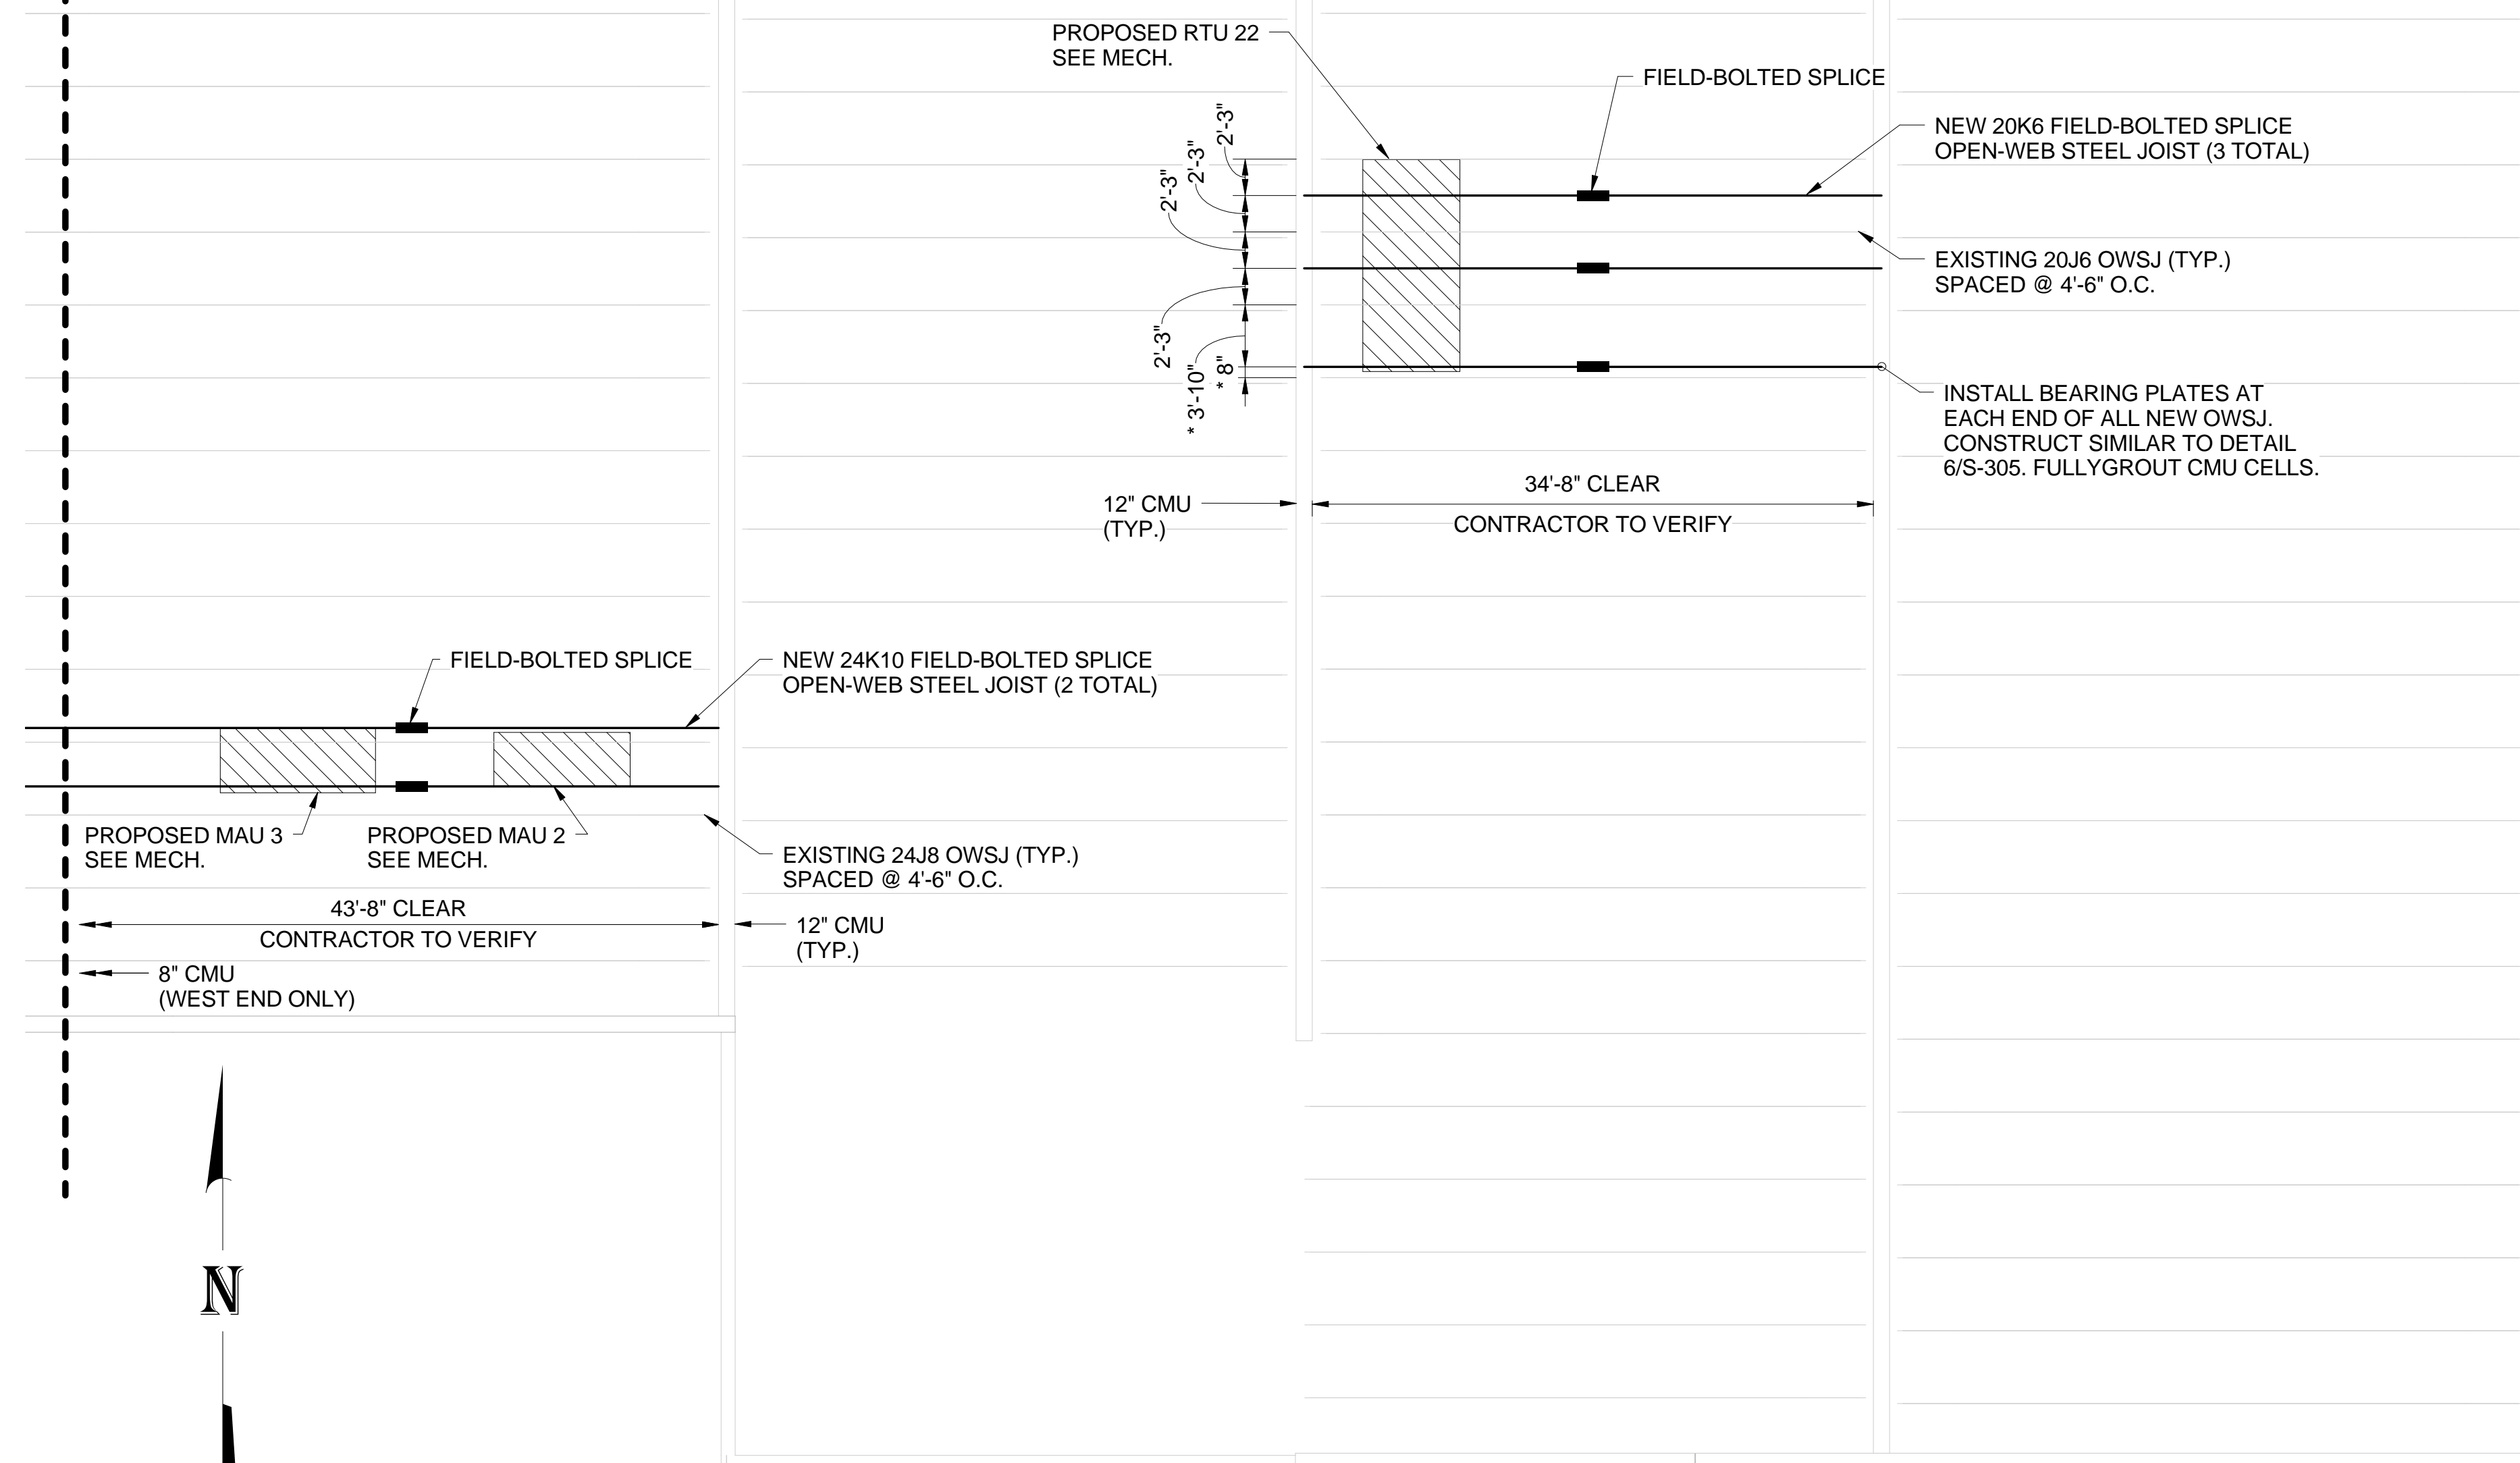 PROPOSED RTU 22
SEE MECH.
FIELD-BOLTED SPLICE
NEW 20K6 FIELD-BOLTED SPLICE
OPEN-WEB STEEL JOIST (3 TOTAL)
2'-3"
2'-3"
2'-3"
2'-3"
* 3'-10"
* 8"
EXISTING 20J6 OWSJ (TYP.)
SPACED @ 4'-6" O.C.
INSTALL BEARING PLATES AT
EACH END OF ALL NEW OWSJ.
CONSTRUCT SIMILAR TO DETAIL
6/S-305. FULLYGROUT CMU CELLS.
34'-8" CLEAR
CONTRACTOR TO VERIFY
12" CMU
(TYP.)
FIELD-BOLTED SPLICE
NEW 24K10 FIELD-BOLTED SPLICE
OPEN-WEB STEEL JOIST (2 TOTAL)
PROPOSED MAU 3
SEE MECH.
PROPOSED MAU 2
SEE MECH.
EXISTING 24J8 OWSJ (TYP.)
SPACED @ 4'-6" O.C.
43'-8" CLEAR
CONTRACTOR TO VERIFY
12" CMU
(TYP.)
8" CMU
(WEST END ONLY)
N